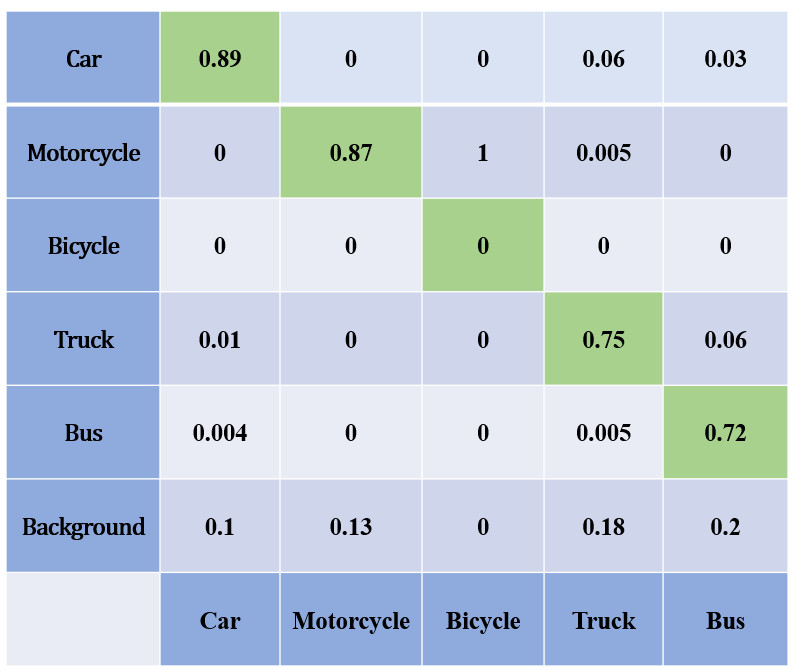 Car 0.89 0 0 0.06 0.03
Motorcycle 0 0.87 1 0.005 0
Bicycle 0 0 0 0 0
Truck 0.01 0 0 0.75 0.06
Bus 0.004 0 0 0.005 0.72
Background 0.1 0.13 0 0.18 0.2
Car Motorcycle Bicycle Truck Bus